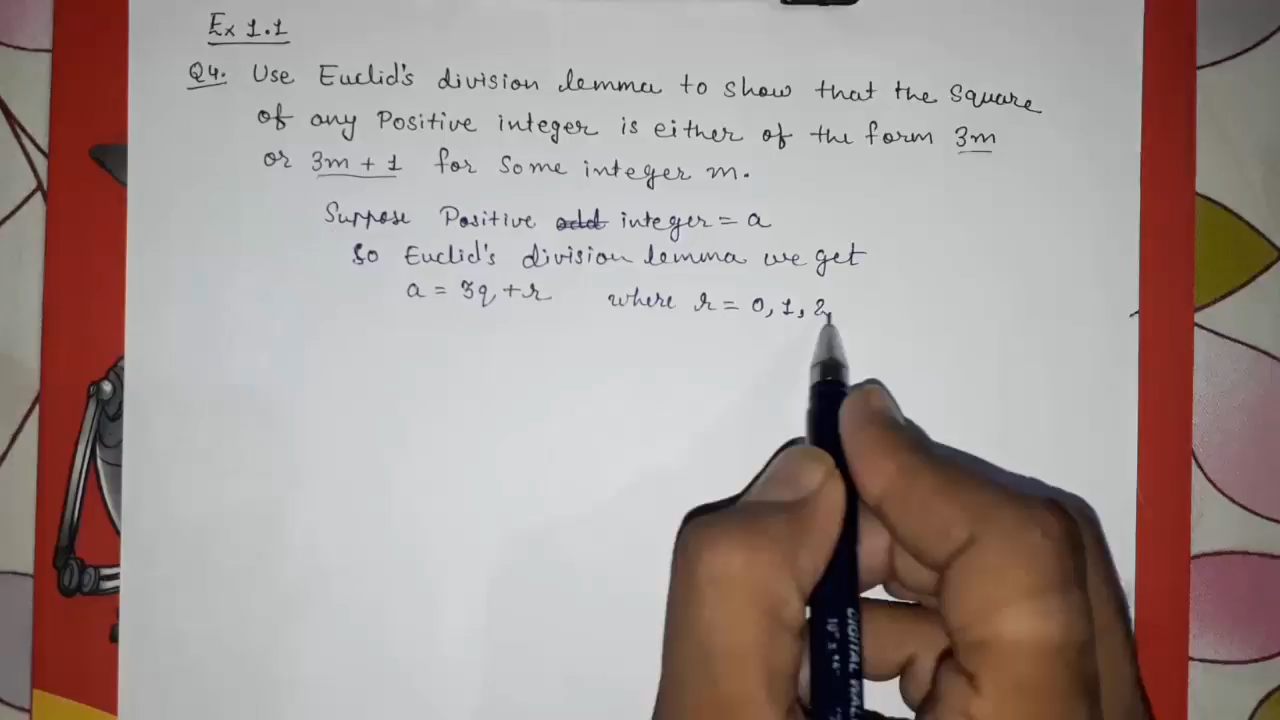 Ex 1.1
Q4. Use Euclid's division lemma to show that the square
of any Positive integer is either of the form 3m
or 3m + 1 for some integer m.
Suppose Positive odd integer = a
So Euclid's division lemma we get
a = 3q + r where r = 0, 1, 2
DIGITAL